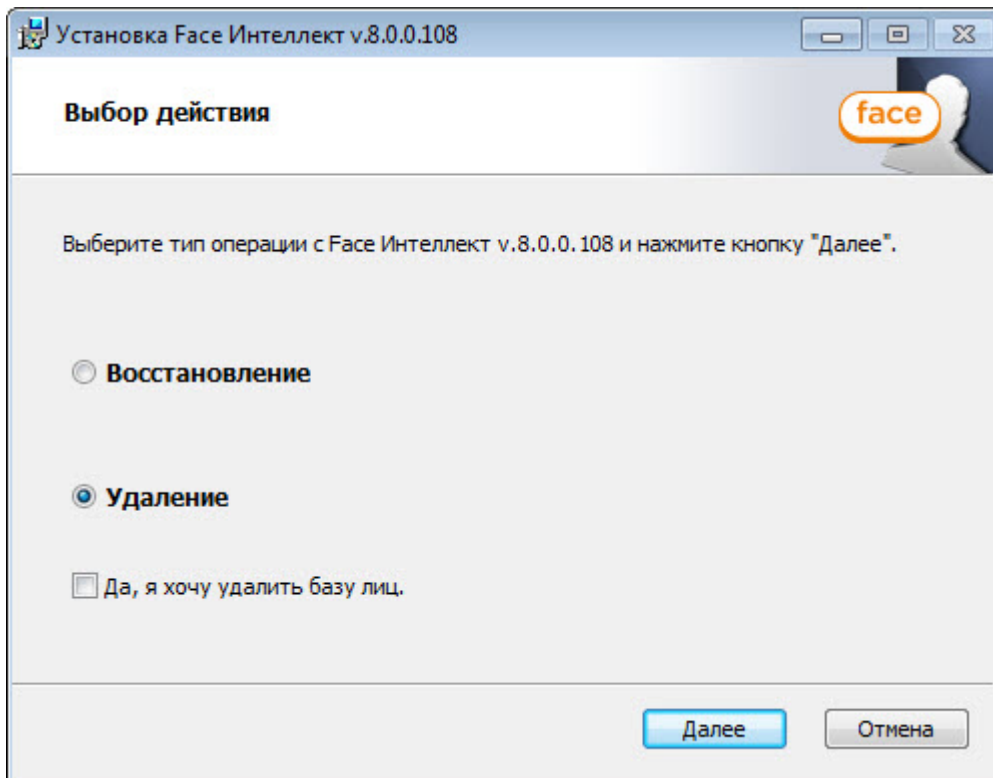 Установка Face Интеллект v.8.0.0.108
Выбор действия
face
Выберите тип операции с Face Интеллект v.8.0.0.108 и нажмите кнопку "Далее".
Восстановление
Удаление
Да, я хочу удалить базу лиц.
Далее
Отмена